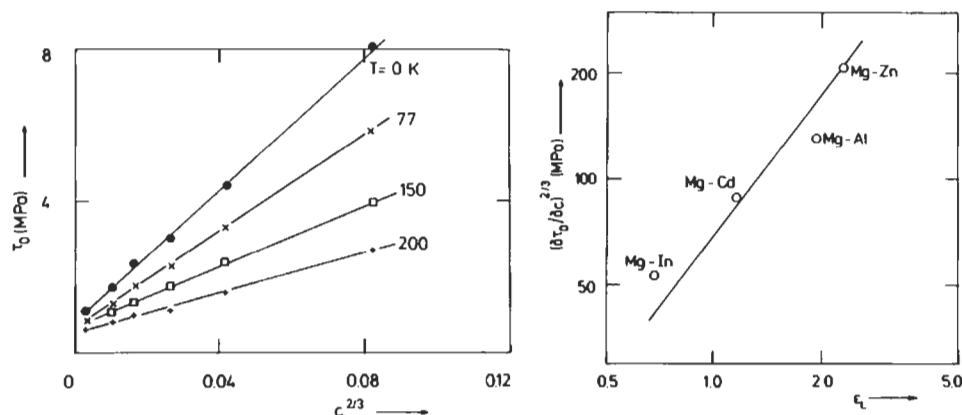 8
4
τ₀ (MPa)
T = 0 K
77
150
200
0
0.04
0.08
0.12
c^2/3
200
100
50
(∂τ₀/∂c)^2/3 (MPa)
Mg-Zn
Mg-Al
Mg-Cd
Mg-In
0.5
1.0
2.0
5.0
ε_L